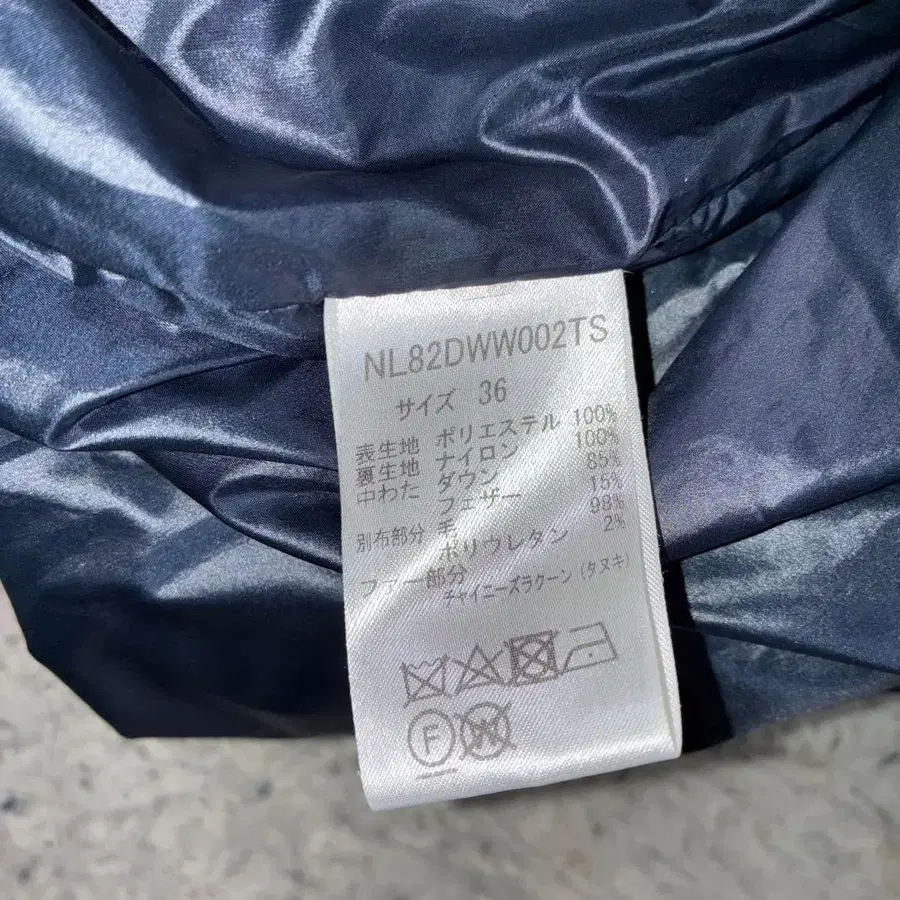 NL82DWW002TS
サイズ 36
表生地 ポリエステル 100%
裏生地 ナイロン 100%
中わた ダウン 85%
フェザー 15%
別布部分 毛 98%
ポリウレタン 2%
ファー部分
チャイニーズラクーン(タヌキ)
F W